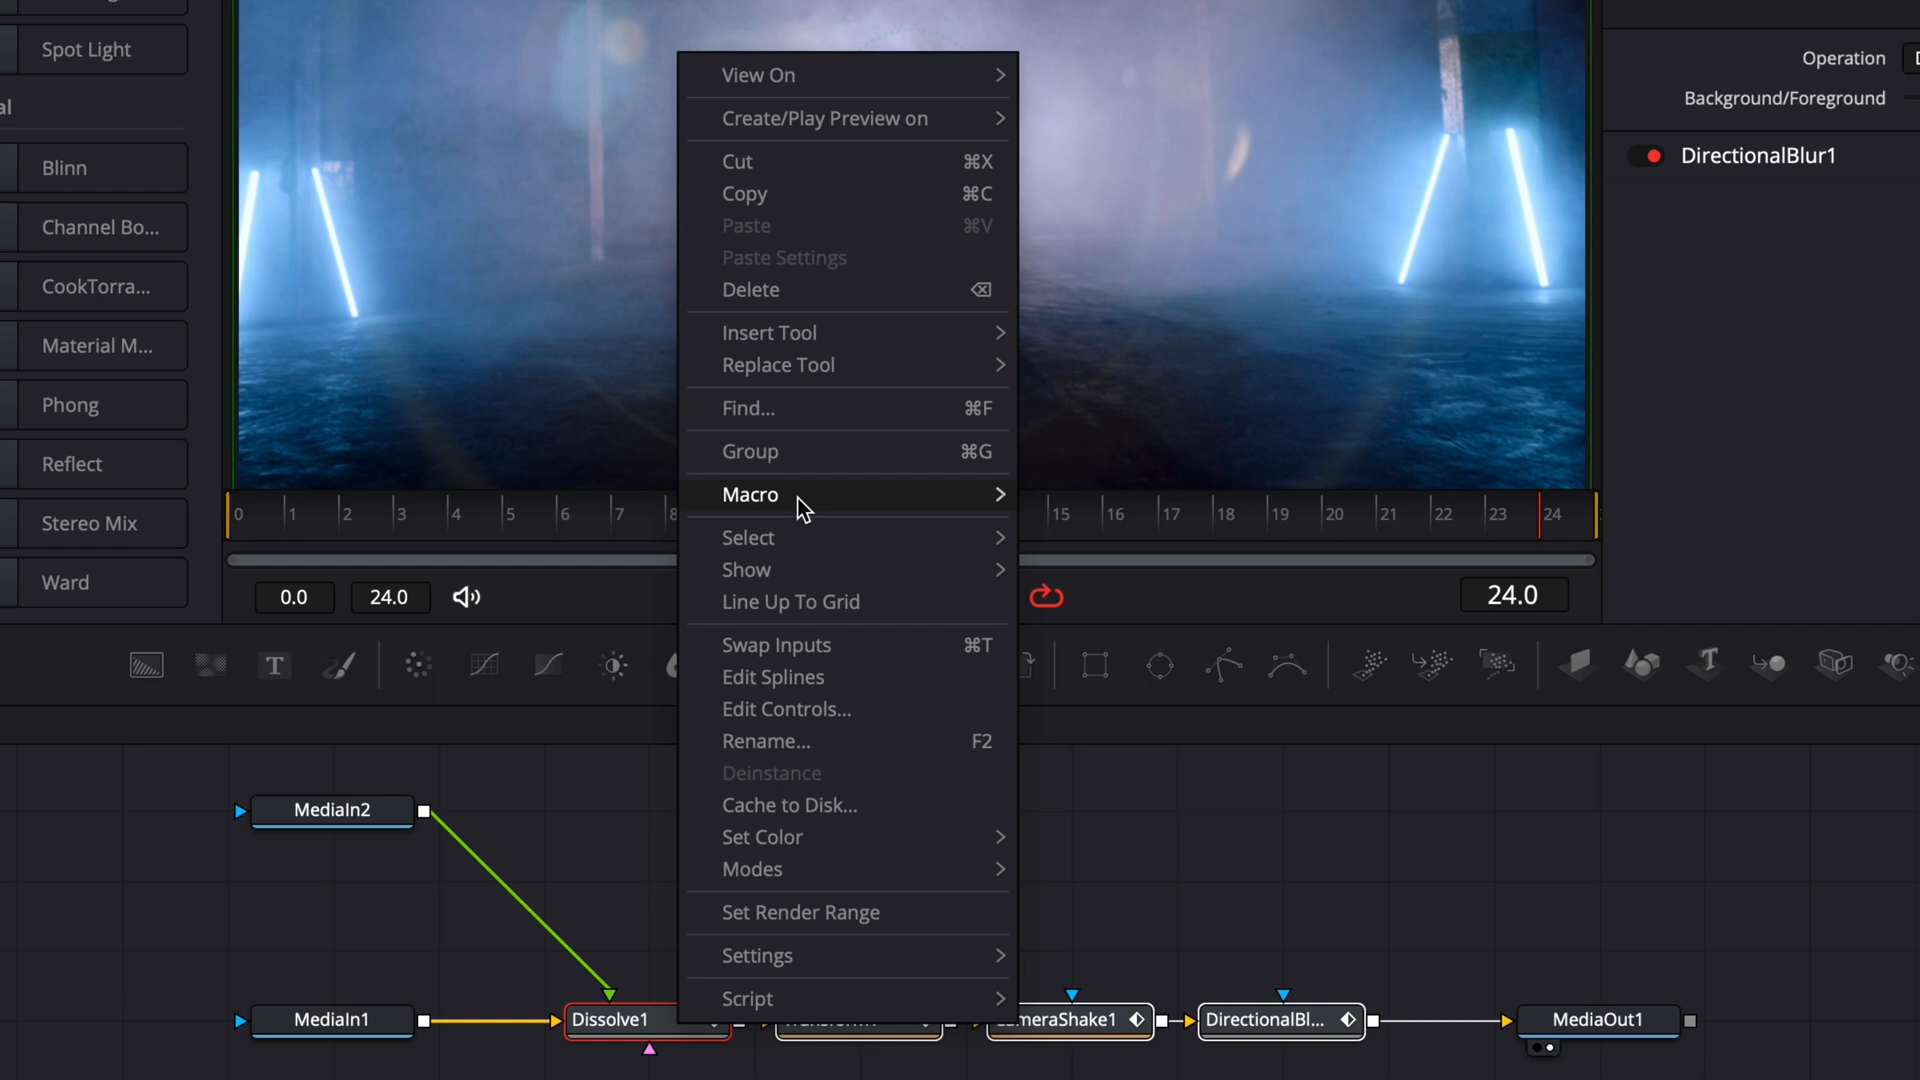 Spot Light
al
Blinn
Channel Bo...
CookTorra...
Material M...
Phong
Reflect
Stereo Mix
Ward
View On
Create/Play Preview on
Cut ⌘X
Copy ⌘C
Paste ⌘V
Paste Settings
Delete ⌫
Insert Tool
Replace Tool
Find... ⌘F
Group ⌘G
Macro
Select
Show
Line Up To Grid
Swap Inputs ⌘T
Edit Splines
Edit Controls...
Rename... F2
Deinstance
Cache to Disk...
Set Color
Modes
Set Render Range
Settings
Script
Operation
Background/Foreground
DirectionalBlur1
0 1 2 3 4 5 6 7 8 15 16 17 18 19 20 21 22 23 24
0.0 24.0 24.0
T
MediaIn2
MediaIn1 Dissolve1 CameraShake1 DirectionalBl... MediaOut1